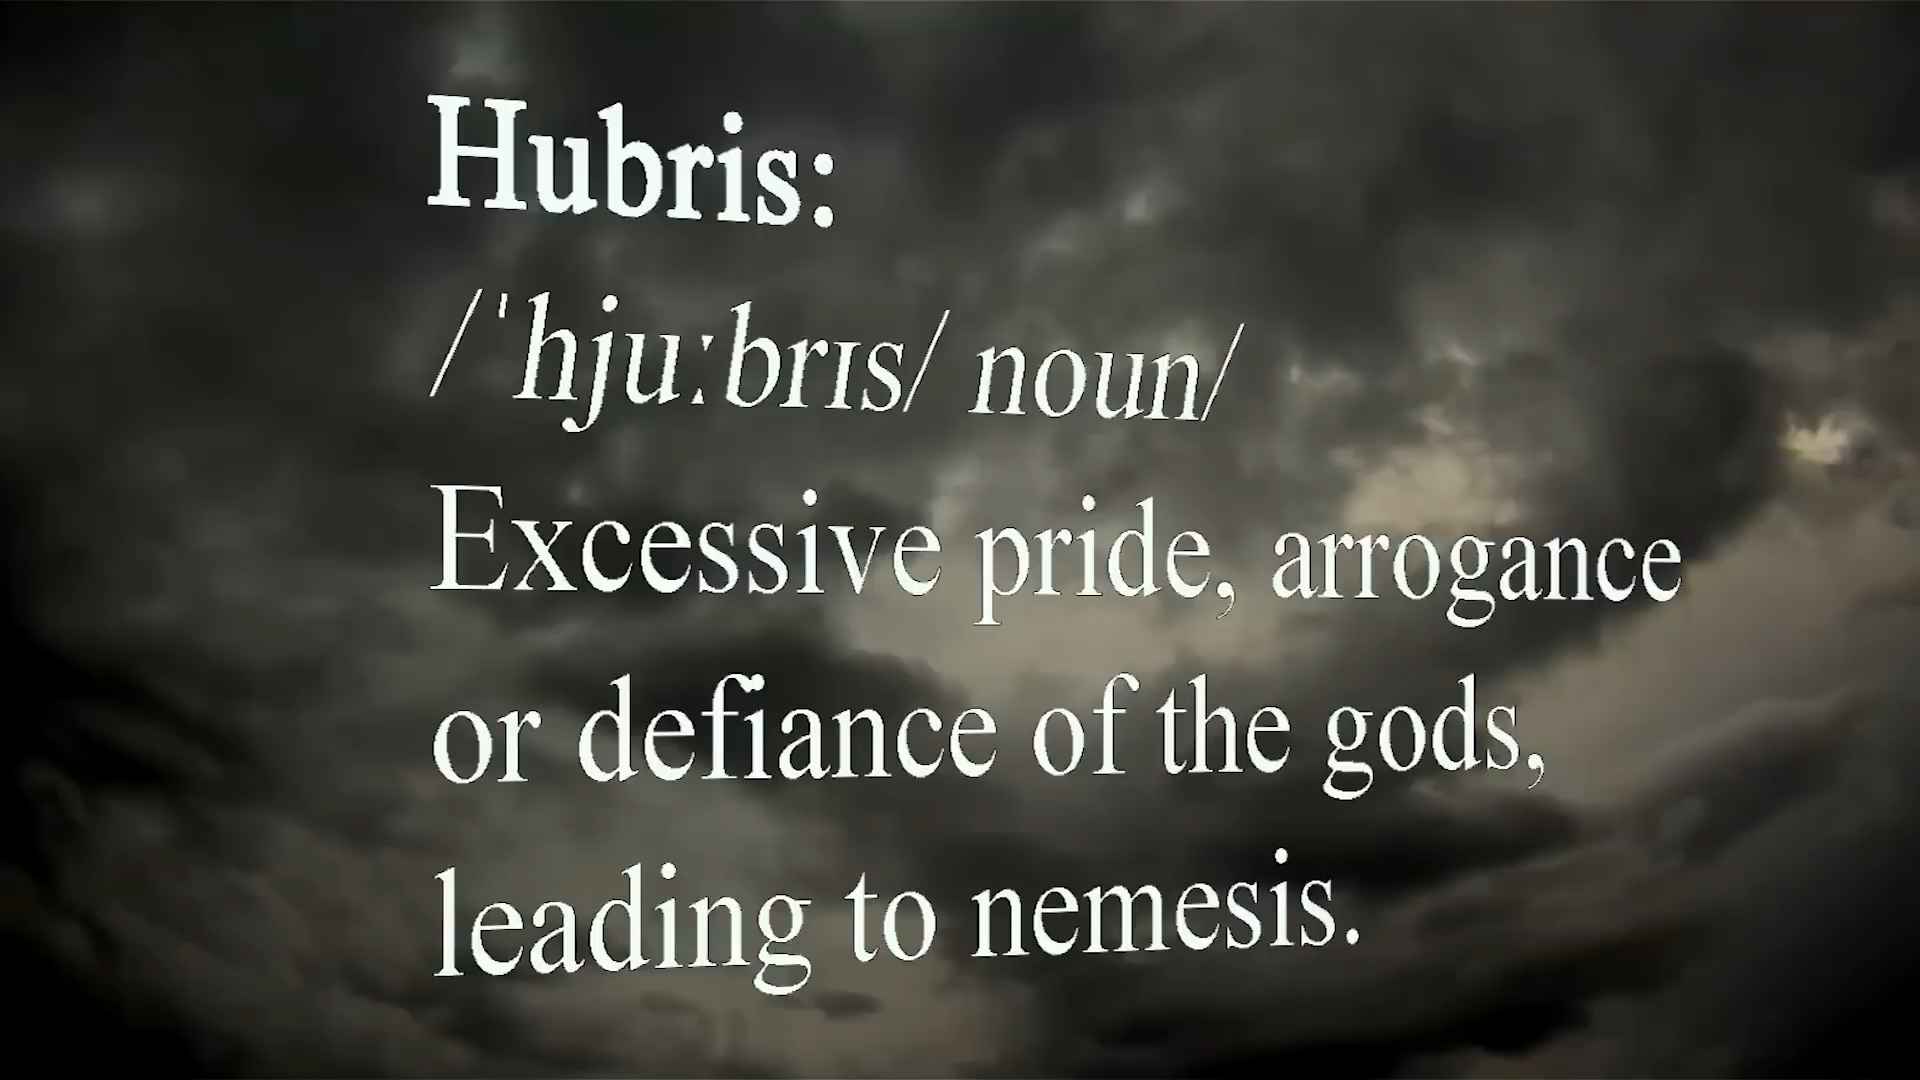 Hubris:
/ˈhjuːbrɪs/ noun/
Excessive pride, arrogance
or defiance of the gods,
leading to nemesis.